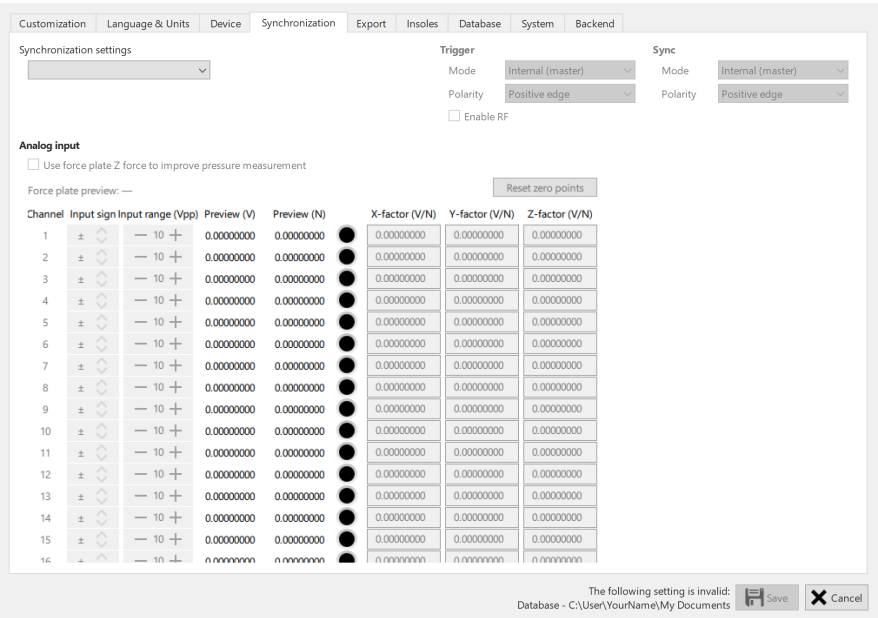 Customization Language & Units Device Synchronization Export Insoles Database System Backend
Synchronization settings
Trigger
Mode Internal (master)
Polarity Positive edge
Enable RF
Sync
Mode Internal (master)
Polarity Positive edge
Analog input
Use force plate Z force to improve pressure measurement
Force plate preview: —
Reset zero points
Channel Input sign Input range (Vpp) Preview (V) Preview (N) X-factor (V/N) Y-factor (V/N) Z-factor (V/N)
1 ± — 10 + 0.00000000 0.00000000 0.00000000 0.00000000 0.00000000
2 ± — 10 + 0.00000000 0.00000000 0.00000000 0.00000000 0.00000000
3 ± — 10 + 0.00000000 0.00000000 0.00000000 0.00000000 0.00000000
4 ± — 10 + 0.00000000 0.00000000 0.00000000 0.00000000 0.00000000
5 ± — 10 + 0.00000000 0.00000000 0.00000000 0.00000000 0.00000000
6 ± — 10 + 0.00000000 0.00000000 0.00000000 0.00000000 0.00000000
7 ± — 10 + 0.00000000 0.00000000 0.00000000 0.00000000 0.00000000
8 ± — 10 + 0.00000000 0.00000000 0.00000000 0.00000000 0.00000000
9 ± — 10 + 0.00000000 0.00000000 0.00000000 0.00000000 0.00000000
10 ± — 10 + 0.00000000 0.00000000 0.00000000 0.00000000 0.00000000
11 ± — 10 + 0.00000000 0.00000000 0.00000000 0.00000000 0.00000000
12 ± — 10 + 0.00000000 0.00000000 0.00000000 0.00000000 0.00000000
13 ± — 10 + 0.00000000 0.00000000 0.00000000 0.00000000 0.00000000
14 ± — 10 + 0.00000000 0.00000000 0.00000000 0.00000000 0.00000000
15 ± — 10 + 0.00000000 0.00000000 0.00000000 0.00000000 0.00000000
16 ± — 10 + 0.00000000 0.00000000 0.00000000 0.00000000 0.00000000
The following setting is invalid:
Database - C:\User\YourName\My Documents
Save
Cancel